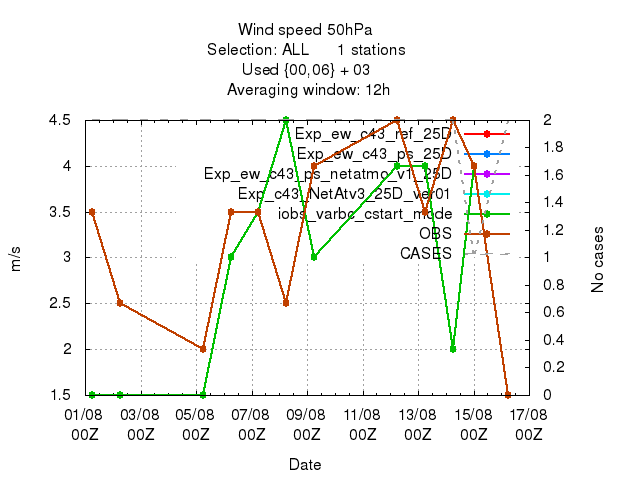 Wind speed 50hPa
Selection: ALL 1 stations
Used {00,06} + 03
Averaging window: 12h
4.5
4
3.5
3
2.5
2
1.5
m/s
Exp_ew_c43_ref_25D
Exp_ew_c43_ps_25D
Exp_ew_c43_ps_netatmo_v1_25D
Exp_c43_NetAtv3_25D_ver01
iobs_varbc_cstart_mode
OBS
CASES
2
1.8
1.6
1.4
1.2
1
0.8
0.6
0.4
0.2
0
No cases
01/08 03/08 05/08 07/08 09/08 11/08 13/08 15/08 17/08
00Z 00Z 00Z 00Z 00Z 00Z 00Z 00Z 00Z
Date